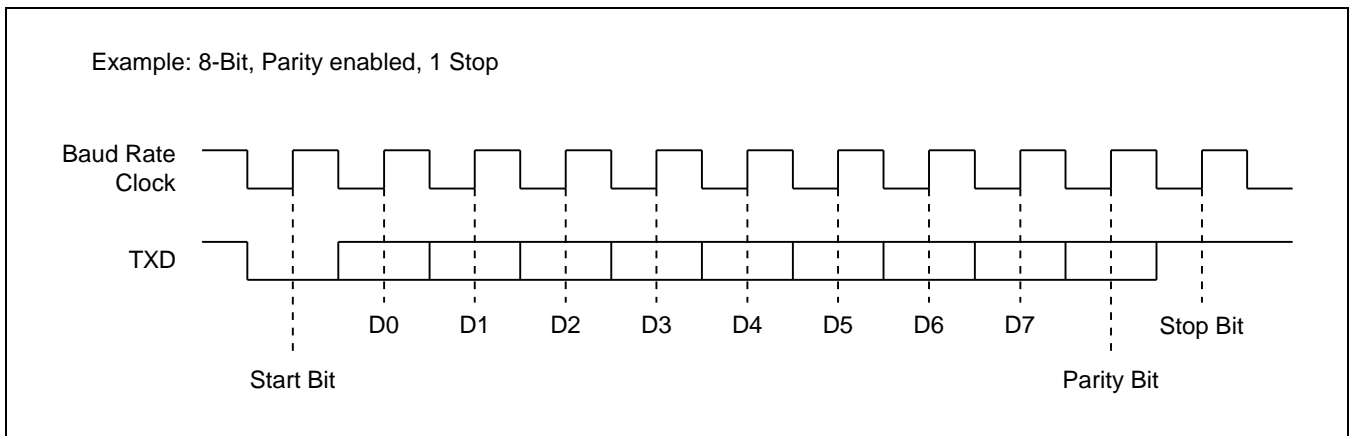 Example: 8-Bit, Parity enabled, 1 Stop
Baud Rate
Clock
TXD
D0 D1 D2 D3 D4 D5 D6 D7 Stop Bit
Start Bit Parity Bit